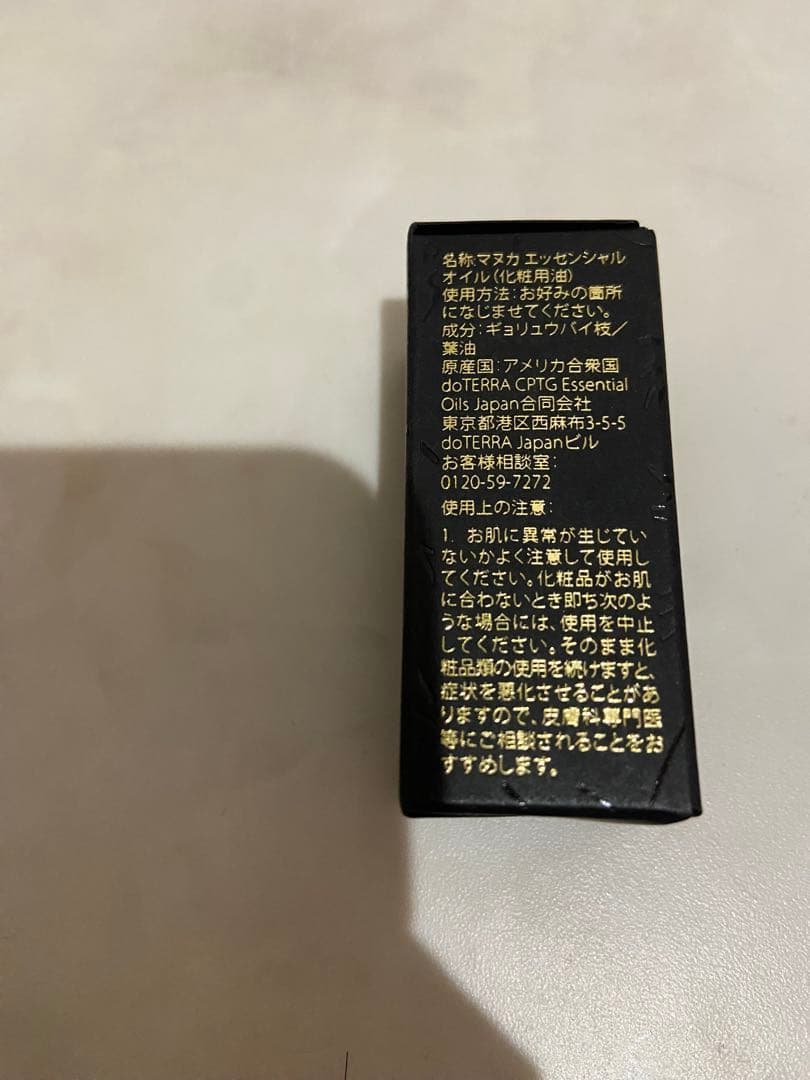 名称:マヌカ エッセンシャル
オイル(化粧用油)
使用方法:お好みの箇所
になじませてください。
成分:ギョリュウバイ枝/
葉油
原産国:アメリカ合衆国
doTERRA CPTG Essential
Oils Japan合同会社
東京都港区西麻布3-5-5
doTERRA Japanビル
お客様相談室:
0120-59-7272
使用上の注意:
1. お肌に異常が生じてい
ないかよく注意して使用し
てください。化粧品がお肌
に合わないとき即ち次のよ
うな場合には、使用を中止
してください。そのまま化
粧品類の使用を続けますと、
症状を悪化させることがあ
りますので、皮膚科専門医
等にご相談されることをお
すすめします。